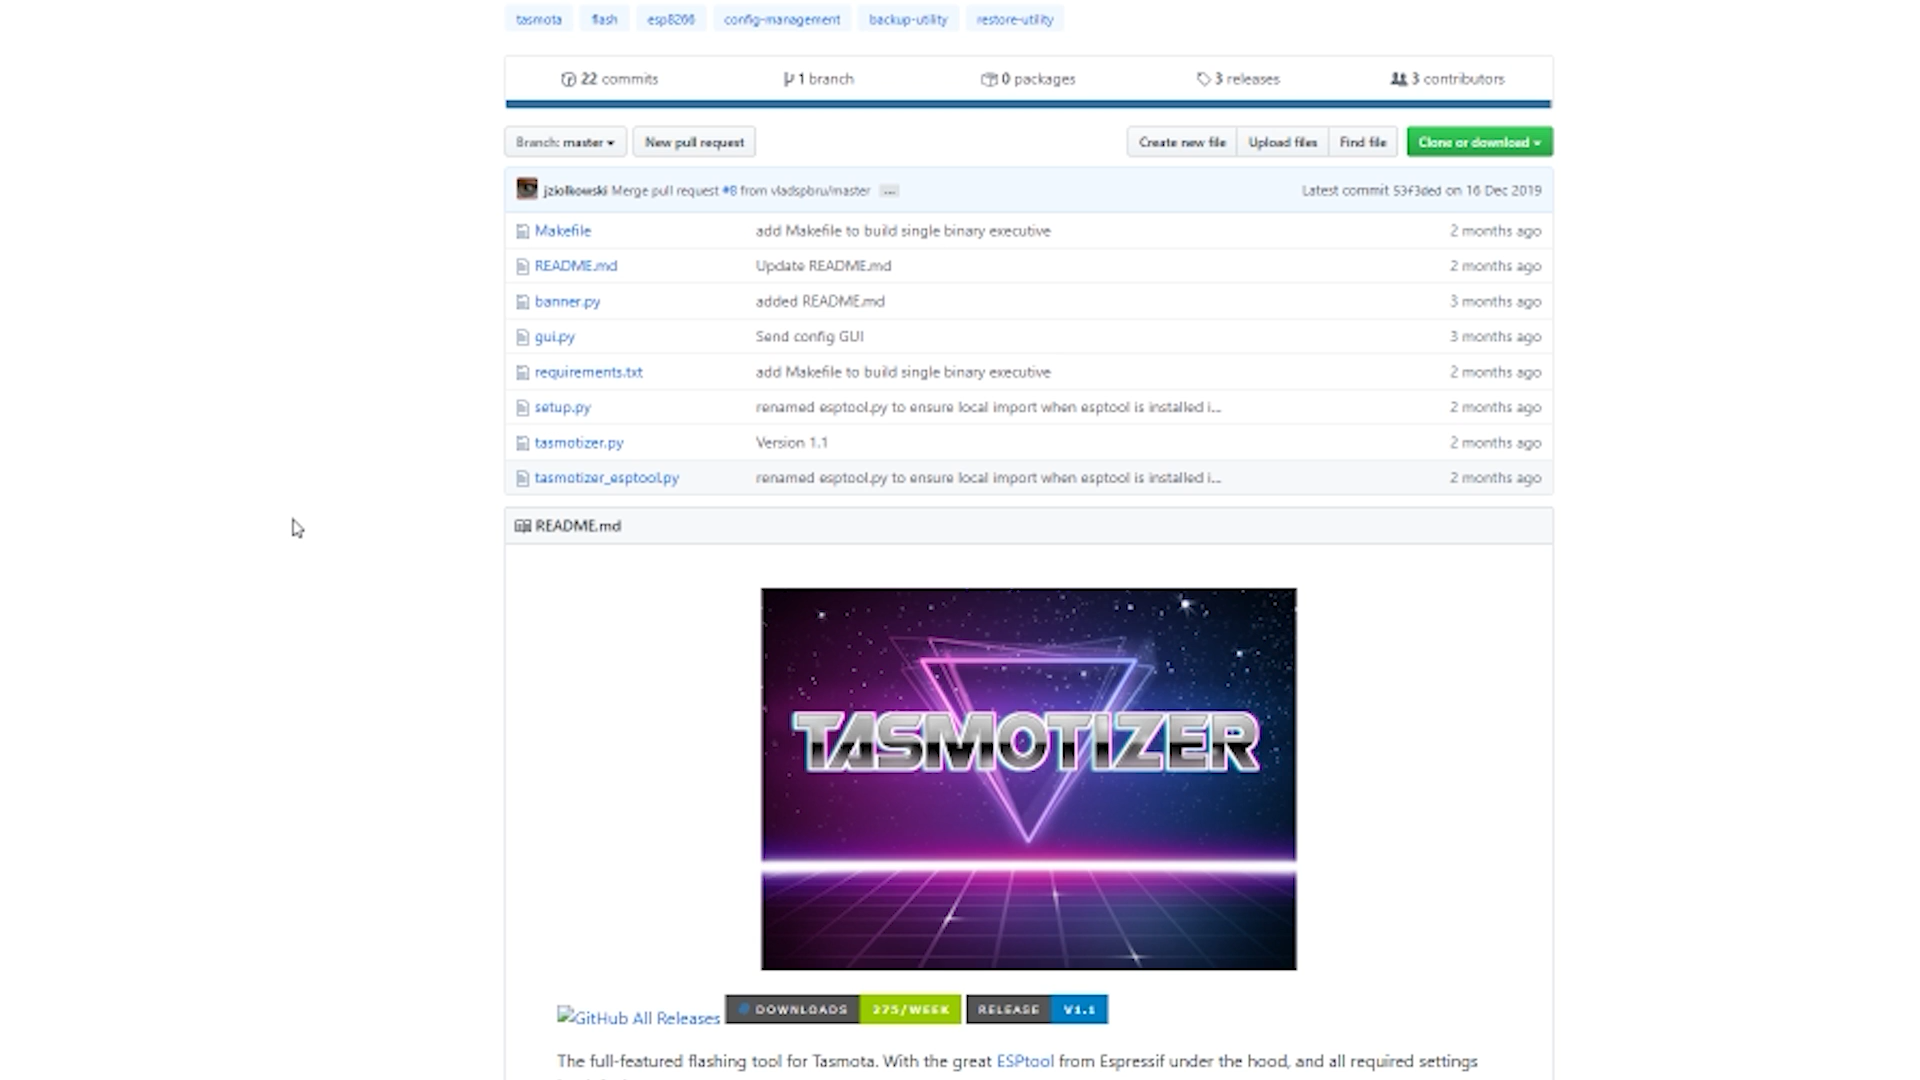 tasmota flash esp8266 config-management backup-utility restore-utility
22 commits 1 branch 0 packages 3 releases 3 contributors
Branch: master New pull request Create new file Upload files Find file Clone or download
jziolkowski Merge pull request #8 from vladspbru/master ... Latest commit 53f3ded on 16 Dec 2019
Makefile add Makefile to build single binary executive 2 months ago
README.md Update README.md 2 months ago
banner.py added README.md 3 months ago
gui.py Send config GUI 3 months ago
requirements.txt add Makefile to build single binary executive 2 months ago
setup.py renamed esptool.py to ensure local import when esptool is installed i... 2 months ago
tasmotizer.py Version 1.1 2 months ago
tasmotizer_esptool.py renamed esptool.py to ensure local import when esptool is installed i... 2 months ago
README.md
TASMOTIZER
GitHub All Releases DOWNLOADS 275/WEEK RELEASE V1.1
The full-featured flashing tool for Tasmota. With the great ESPtool from Espressif under the hood, and all required settings